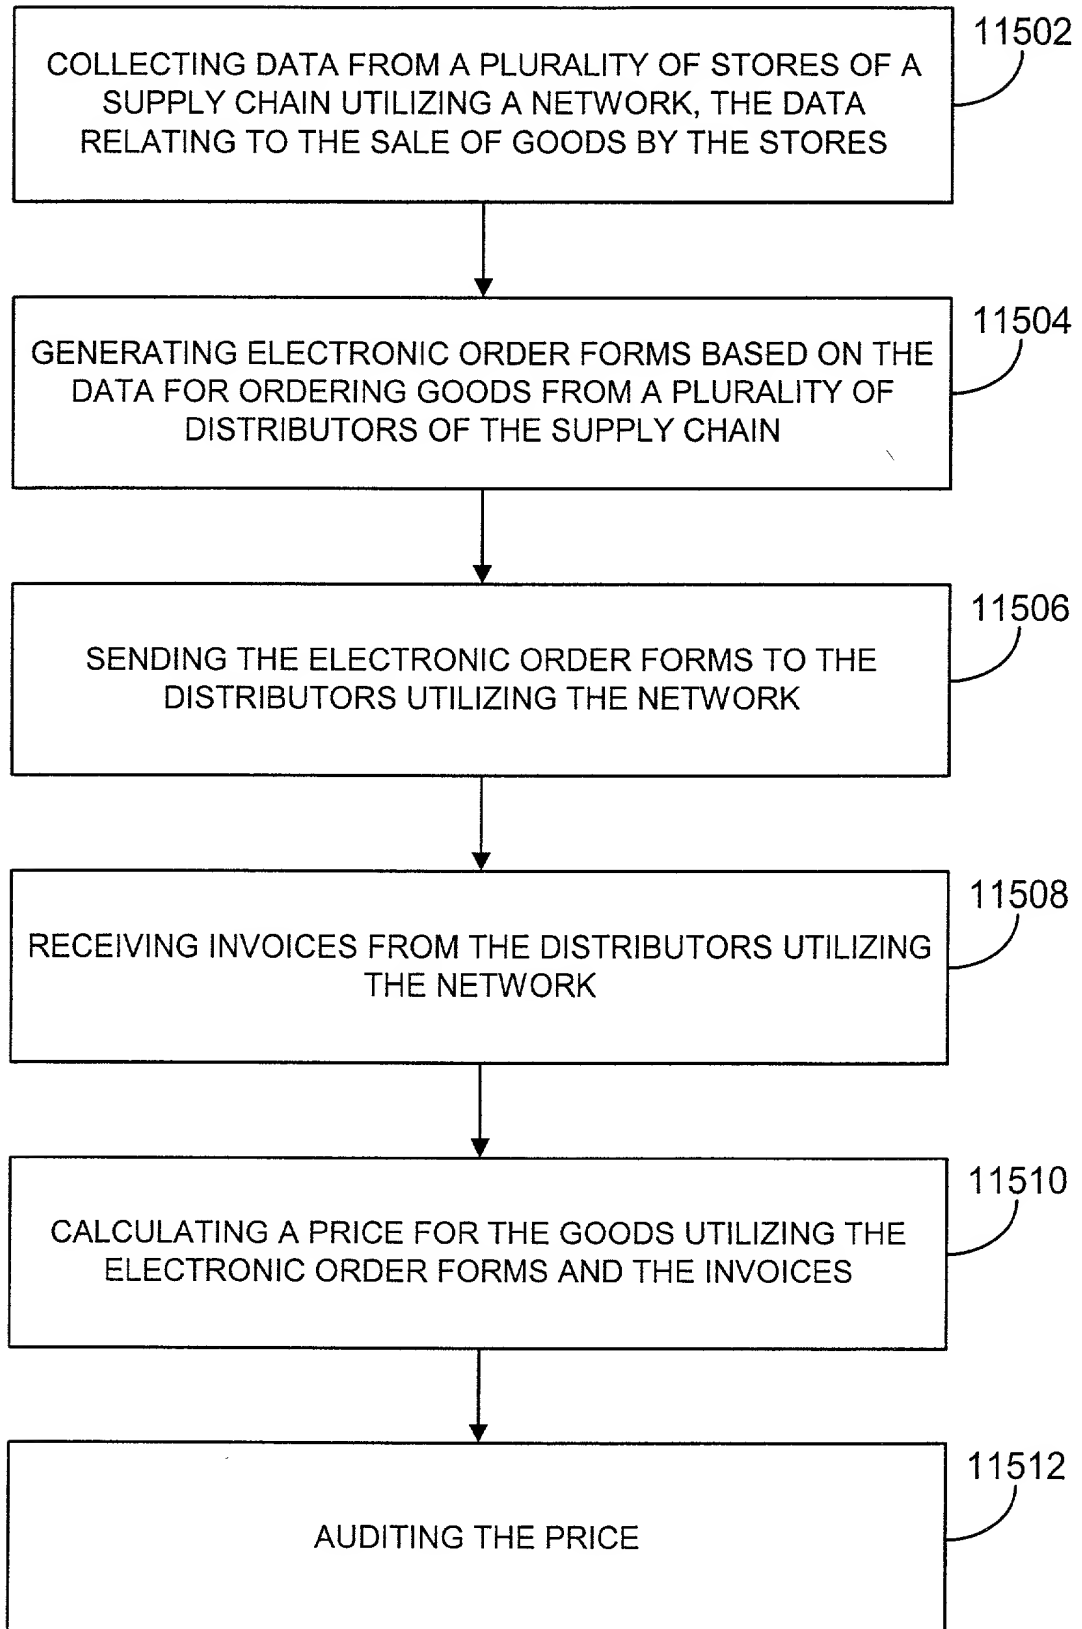 11502
COLLECTING DATA FROM A PLURALITY OF STORES OF A
SUPPLY CHAIN UTILIZING A NETWORK, THE DATA
RELATING TO THE SALE OF GOODS BY THE STORES
11504
GENERATING ELECTRONIC ORDER FORMS BASED ON THE
DATA FOR ORDERING GOODS FROM A PLURALITY OF
DISTRIBUTORS OF THE SUPPLY CHAIN
11506
SENDING THE ELECTRONIC ORDER FORMS TO THE
DISTRIBUTORS UTILIZING THE NETWORK
11508
RECEIVING INVOICES FROM THE DISTRIBUTORS UTILIZING
THE NETWORK
11510
CALCULATING A PRICE FOR THE GOODS UTILIZING THE
ELECTRONIC ORDER FORMS AND THE INVOICES
11512
AUDITING THE PRICE